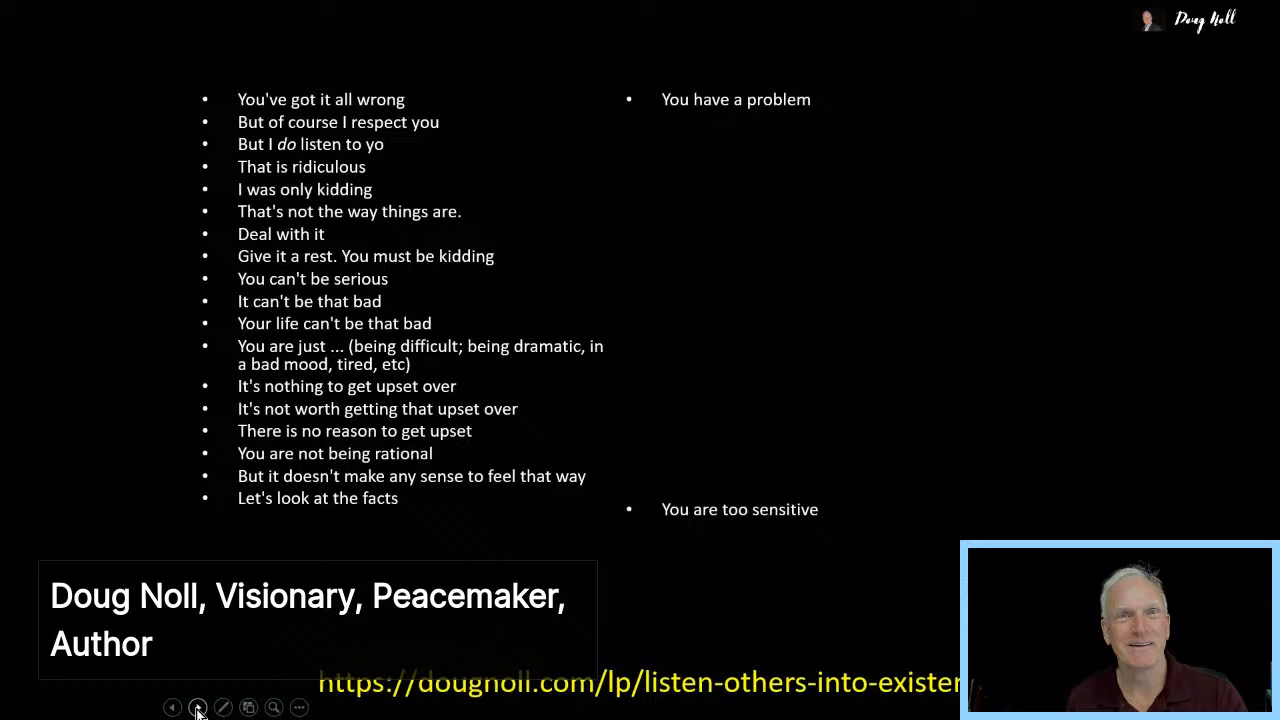 Doug Noll
You've got it all wrong
But of course I respect you
But I do listen to yo
That is ridiculous
I was only kidding
That's not the way things are.
Deal with it
Give it a rest. You must be kidding
You can't be serious
It can't be that bad
Your life can't be that bad
You are just ... (being difficult; being dramatic, in
a bad mood, tired, etc)
It's nothing to get upset over
It's not worth getting that upset over
There is no reason to get upset
You are not being rational
But it doesn't make any sense to feel that way
Let's look at the facts
You have a problem
You are too sensitive
Doug Noll, Visionary, Peacemaker,
Author
https://dougnoll.com/lp/listen-others-into-existen